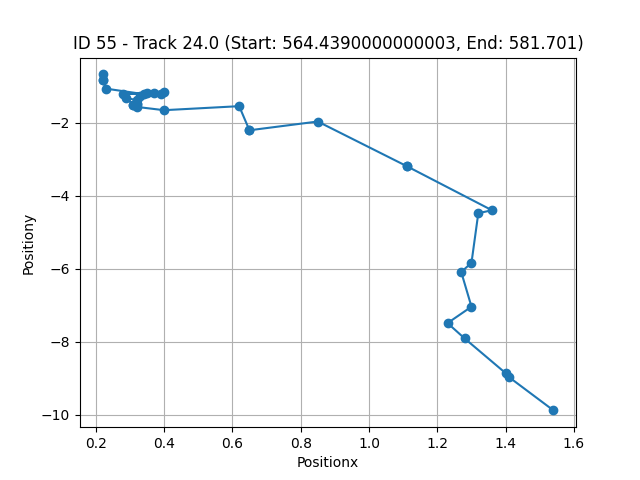 ID 55 - Track 24.0 (Start: 564.4390000000003, End: 581.701)
Positiony
−2
−4
−6
−8
−10
0.2 0.4 0.6 0.8 1.0 1.2 1.4 1.6
Positionx